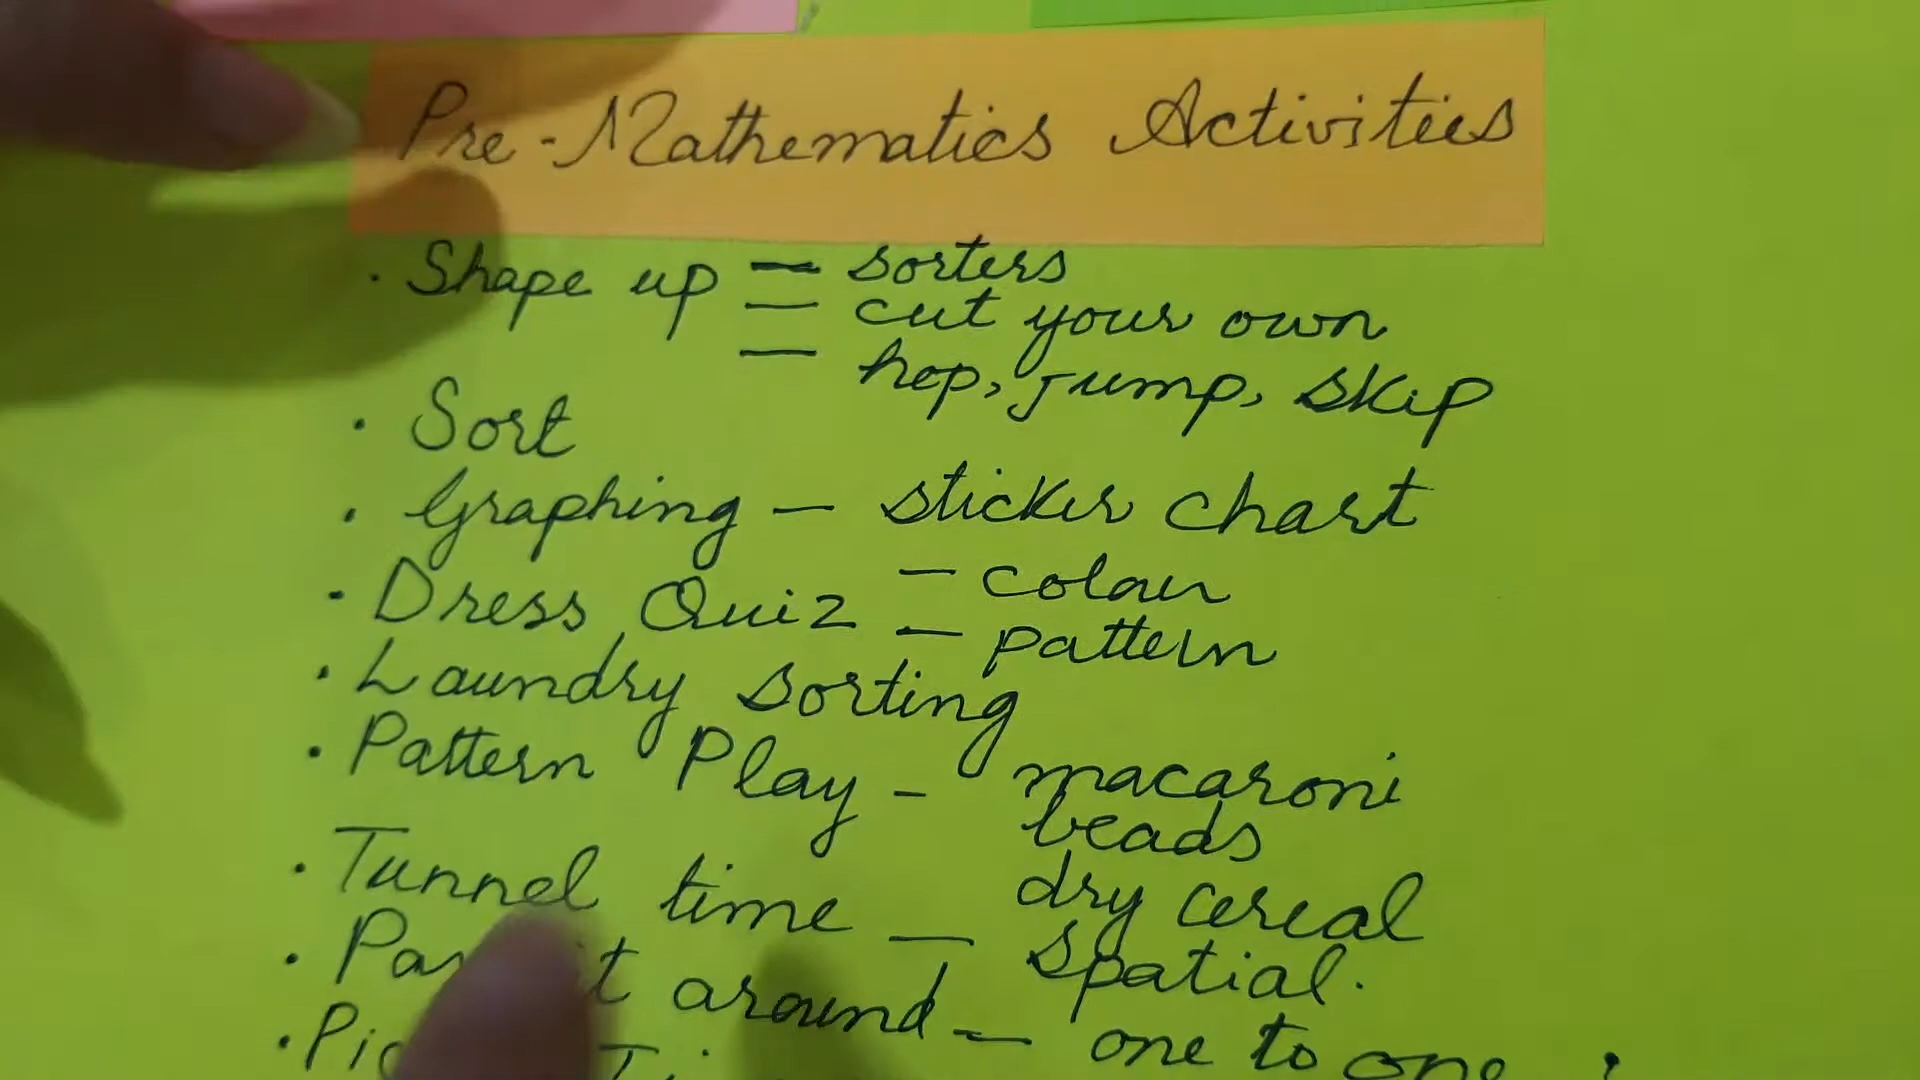 Pre-Mathematics Activities
· Shape up — sorters
— cut your own
— hop, jump, skip
· Sort
· Graphing — sticker chart
· Dress Quiz — colour
— pattern
· Laundry sorting
· Pattern Play - macaroni
beads
dry cereal
· Tunnel time — spatial.
· around — one to one